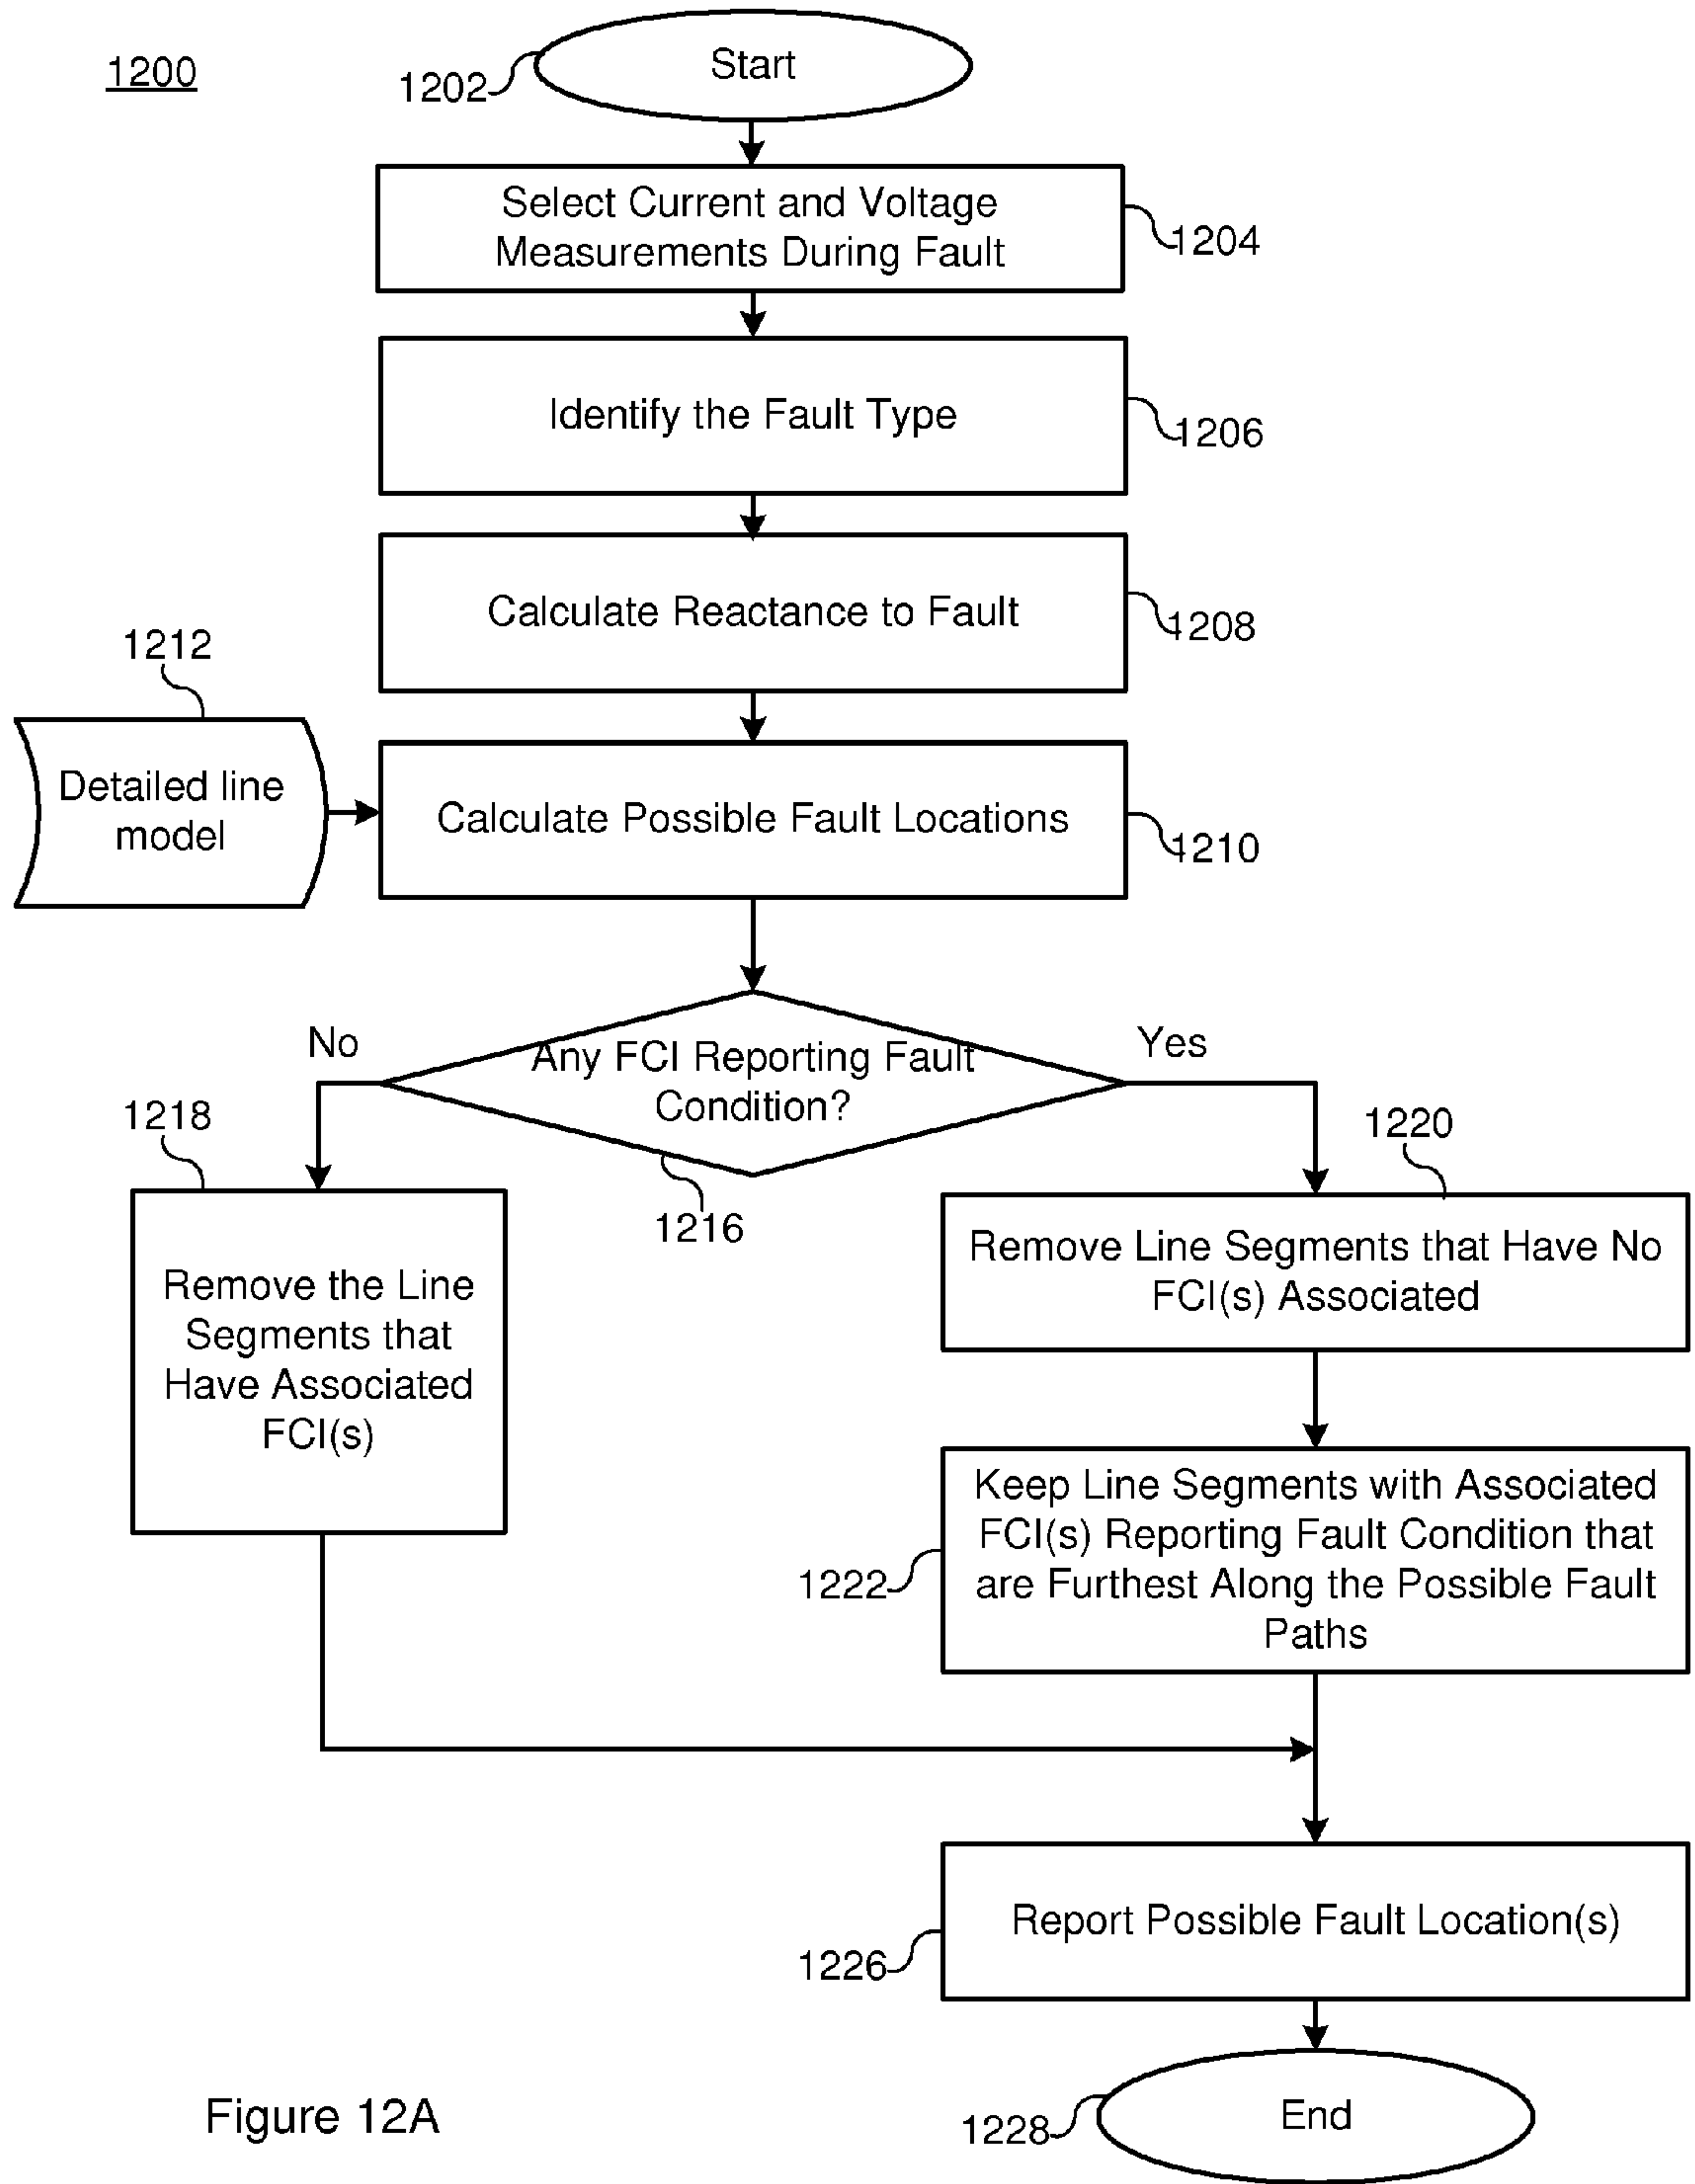 1200
Start
1202
Select Current and Voltage
Measurements During Fault
1204
Identify the Fault Type
1206
Calculate Reactance to Fault
1208
1212
Detailed line
model
Calculate Possible Fault Locations
1210
No
Any FCI Reporting Fault
Condition?
Yes
1216
1218
Remove the Line
Segments that
Have Associated
FCI(s)
1220
Remove Line Segments that Have No
FCI(s) Associated
Keep Line Segments with Associated
FCI(s) Reporting Fault Condition that
are Furthest Along the Possible Fault
Paths
1222
Report Possible Fault Location(s)
1226
End
1228
Figure 12A